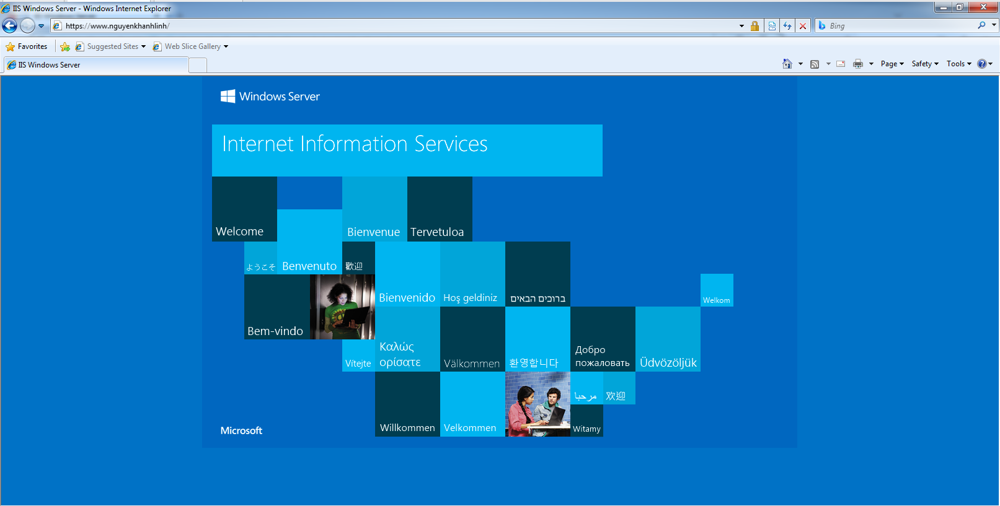 IIS Windows Server - Windows Internet Explorer
https://www.nguyenkhanhlinh/
Bing
Favorites
Suggested Sites
Web Slice Gallery
IIS Windows Server
Page
Safety
Tools
Windows Server
Internet Information Services
Welcome
Bienvenue
Tervetuloa
ようこそ
Benvenuto
歡迎
Bienvenido
Hoş geldiniz
ברוכים הבאים
Welkom
Bem-vindo
Vítejte
Καλώς
ορίσατε
Välkommen
환영합니다
Добро
пожаловать
Üdvözöljük
Willkommen
Velkommen
مرحبا
欢迎
Witamy
Microsoft